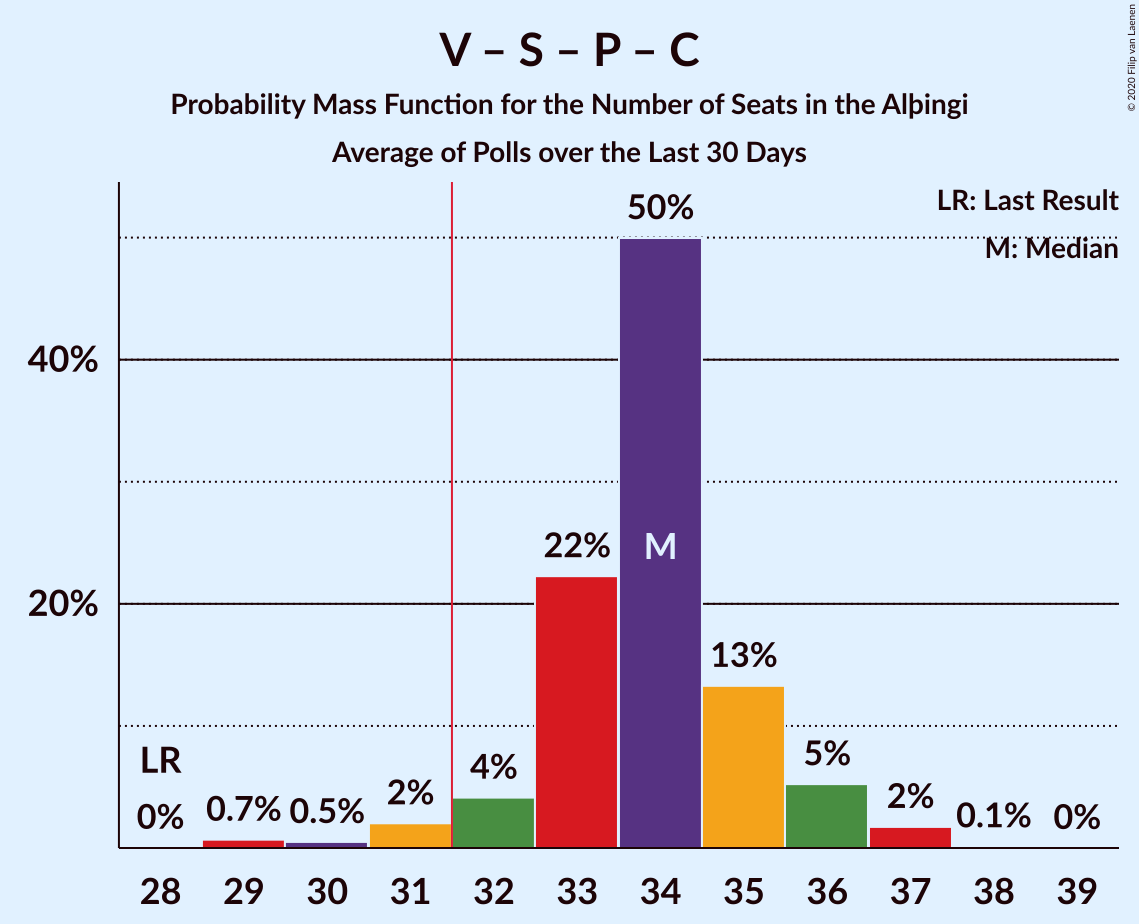 V – S – P – C
Probability Mass Function for the Number of Seats in the Alþingi
Average of Polls over the Last 30 Days
© 2020 Filip van Laenen
LR: Last Result
M: Median
40%
20%
LR
0%
0.7%
0.5%
2%
4%
22%
50%
M
13%
5%
2%
0.1%
0%
28 29 30 31 32 33 34 35 36 37 38 39